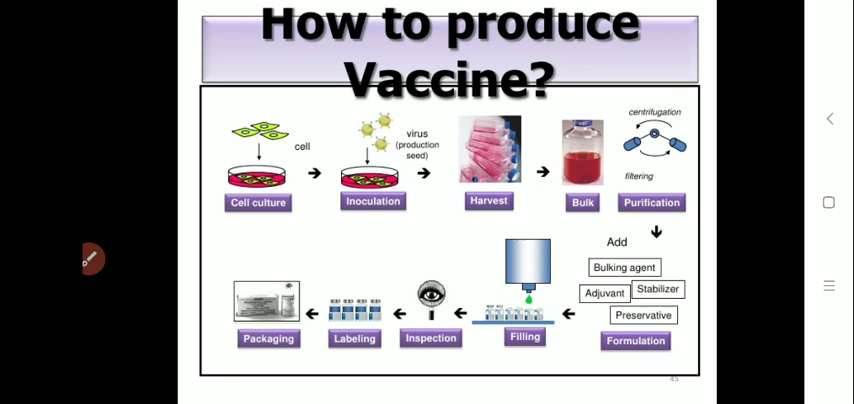 How to produce
Vaccine?
cell
virus
(production
seed)
centrifugation
filtering
Cell culture
Inoculation
Harvest
Bulk
Purification
Add
Bulking agent
Adjuvant
Stabilizer
Preservative
Packaging
Labeling
Inspection
Filling
Formulation
45